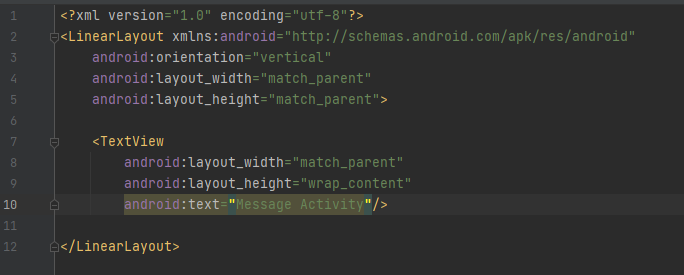 1 <?xml version="1.0" encoding="utf-8"?>
2 <LinearLayout xmlns:android="http://schemas.android.com/apk/res/android"
3     android:orientation="vertical"
4     android:layout_width="match_parent"
5     android:layout_height="match_parent">
6
7     <TextView
8         android:layout_width="match_parent"
9         android:layout_height="wrap_content"
10         android:text="Message Activity"/>
11
12 </LinearLayout>